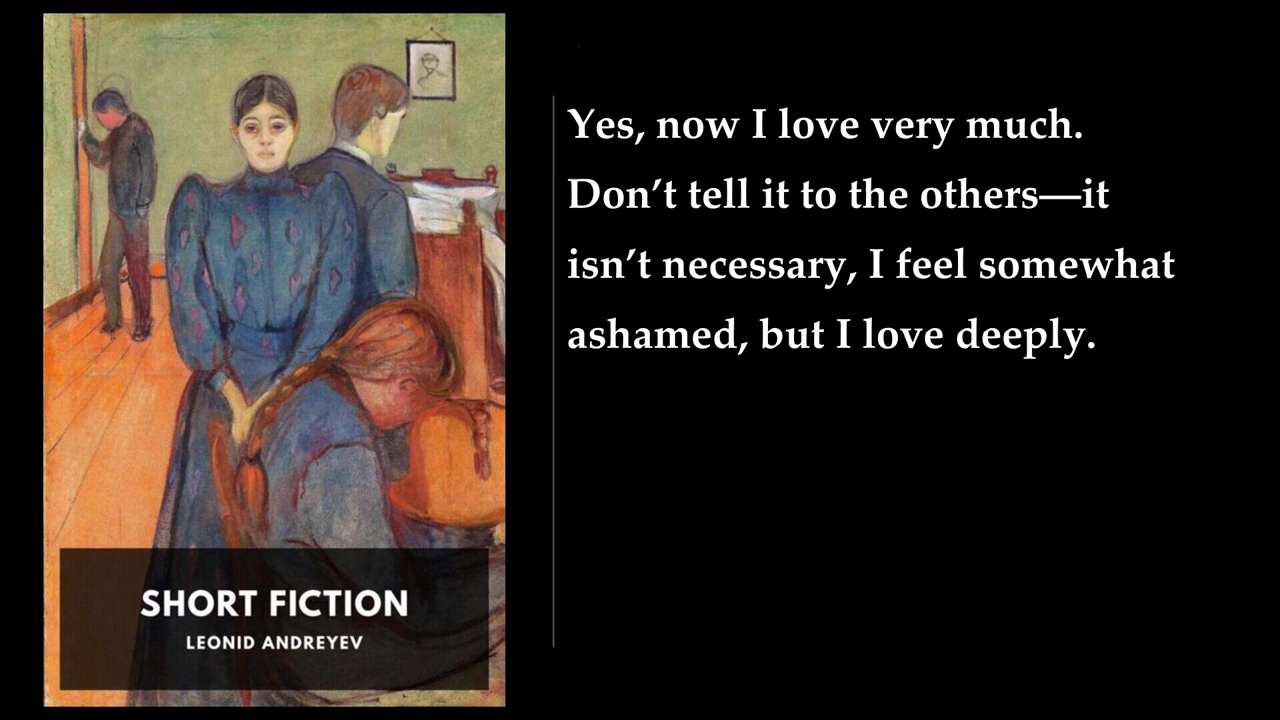 SHORT FICTION
LEONID ANDREYEV
Yes, now I love very much.
Don’t tell it to the others—it
isn’t necessary, I feel somewhat
ashamed, but I love deeply.